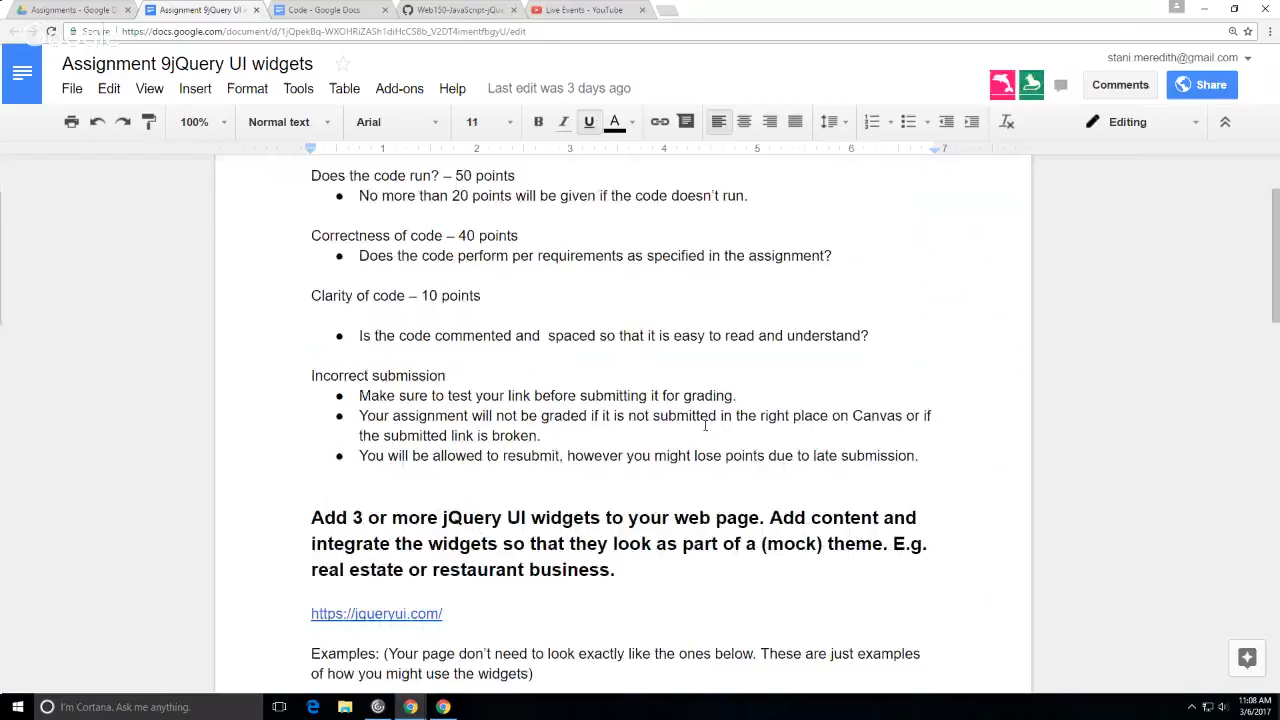 Assignments - Google D
Assignment 9jQuery UI w
Code - Google Docs
Web150-JavaScript-jQue
Live Events - YouTube
Secure
https://docs.google.com/document/d/1jOpekBq-WXOHRiZASh1diHcCS8b_V2DT4imentfbgyU/edit
Assignment 9jQuery UI widgets
stani.meredith@gmail.com
File Edit View Insert Format Tools Table Add-ons Help Last edit was 3 days ago
Comments Share
100% Normal text Arial 11 B I U A Editing
1 2 3 4 5 6 7
Does the code run? – 50 points
● No more than 20 points will be given if the code doesn’t run.
Correctness of code – 40 points
● Does the code perform per requirements as specified in the assignment?
Clarity of code – 10 points
● Is the code commented and  spaced so that it is easy to read and understand?
Incorrect submission
● Make sure to test your link before submitting it for grading.
● Your assignment will not be graded if it is not submitted in the right place on Canvas or if
the submitted link is broken.
● You will be allowed to resubmit, however you might lose points due to late submission.
Add 3 or more jQuery UI widgets to your web page. Add content and
integrate the widgets so that they look as part of a (mock) theme. E.g.
real estate or restaurant business.
https://jqueryui.com/
Examples: (Your page don’t need to look exactly like the ones below. These are just examples
of how you might use the widgets)
I'm Cortana. Ask me anything.
11:08 AM
3/6/2017